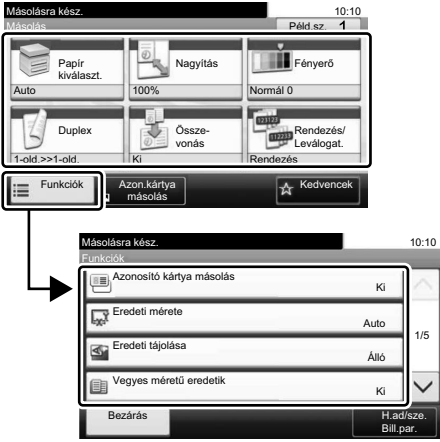 Másolásra kész. 10:10
Másolás Péld.sz. 1
Papír
kiválaszt.
Auto
Nagyítás
100%
Fényerő
Normál 0
Duplex
1-old.>>1-old.
Össze-
vonás
Ki
Rendezés/
Leválogat.
Rendezés
Funkciók
Azon.kártya
másolás
Kedvencek
Másolásra kész. 10:10
Funkciók
Azonosító kártya másolás
Ki
Eredeti mérete
Auto
Eredeti tájolása
Álló
Vegyes méretű eredetik
Ki
1/5
Bezárás
H.ad/sze.
Bill.par.